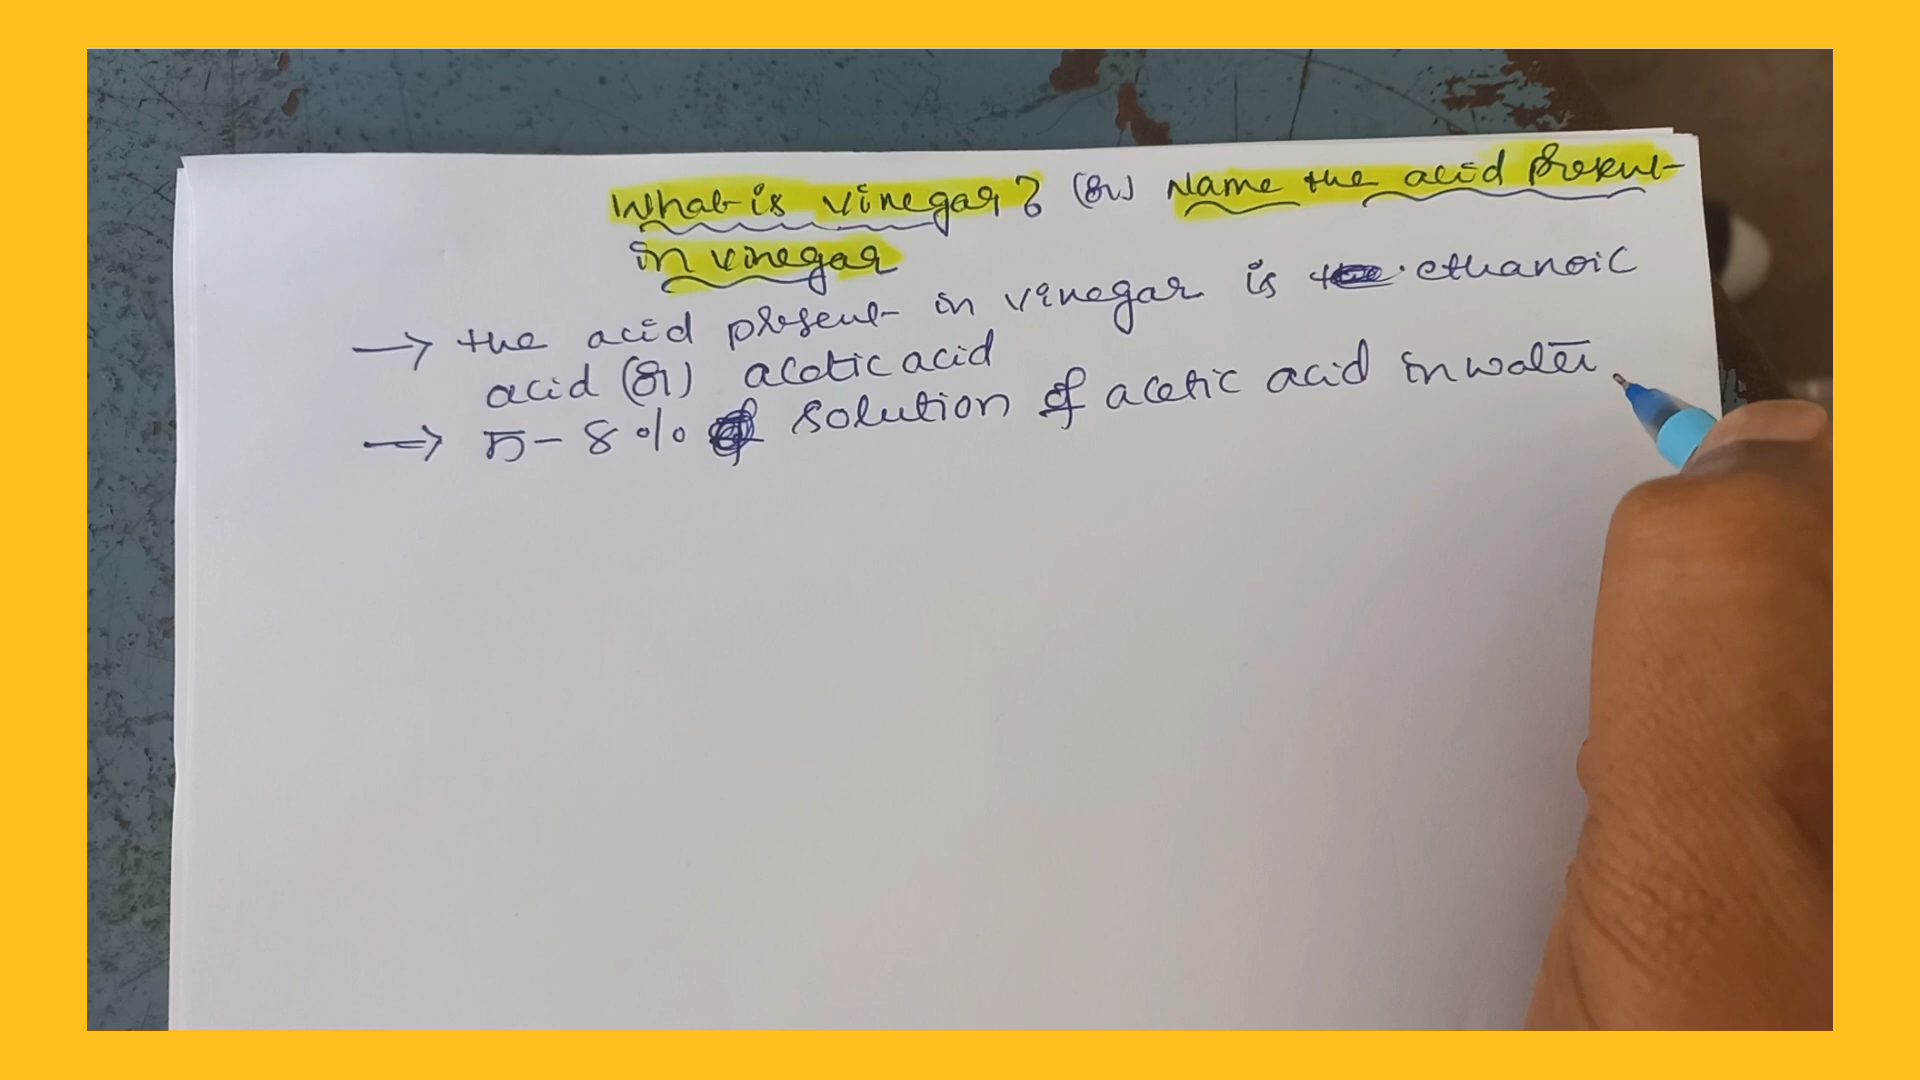 What is vinegar? (or) Name the acid present
in vinegar
→ the acid present in vinegar is ethanoic
acid (or) acetic acid
→ 5-8% solution of acetic acid in water